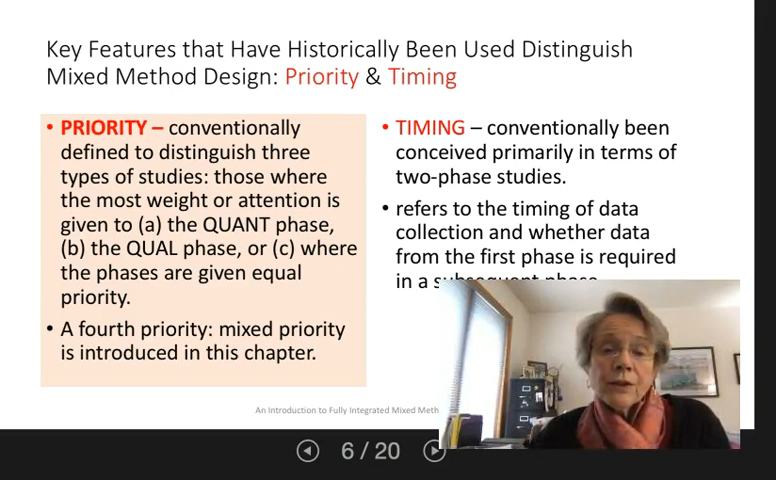 Key Features that Have Historically Been Used Distinguish
Mixed Method Design: Priority & Timing
• PRIORITY – conventionally
defined to distinguish three
types of studies: those where
the most weight or attention is
given to (a) the QUANT phase,
(b) the QUAL phase, or (c) where
the phases are given equal
priority.
• A fourth priority: mixed priority
is introduced in this chapter.
• TIMING – conventionally been
conceived primarily in terms of
two-phase studies.
• refers to the timing of data
collection and whether data
from the first phase is required
in a subsequent phase
An Introduction to Fully Integrated Mixed Meth
6 / 20